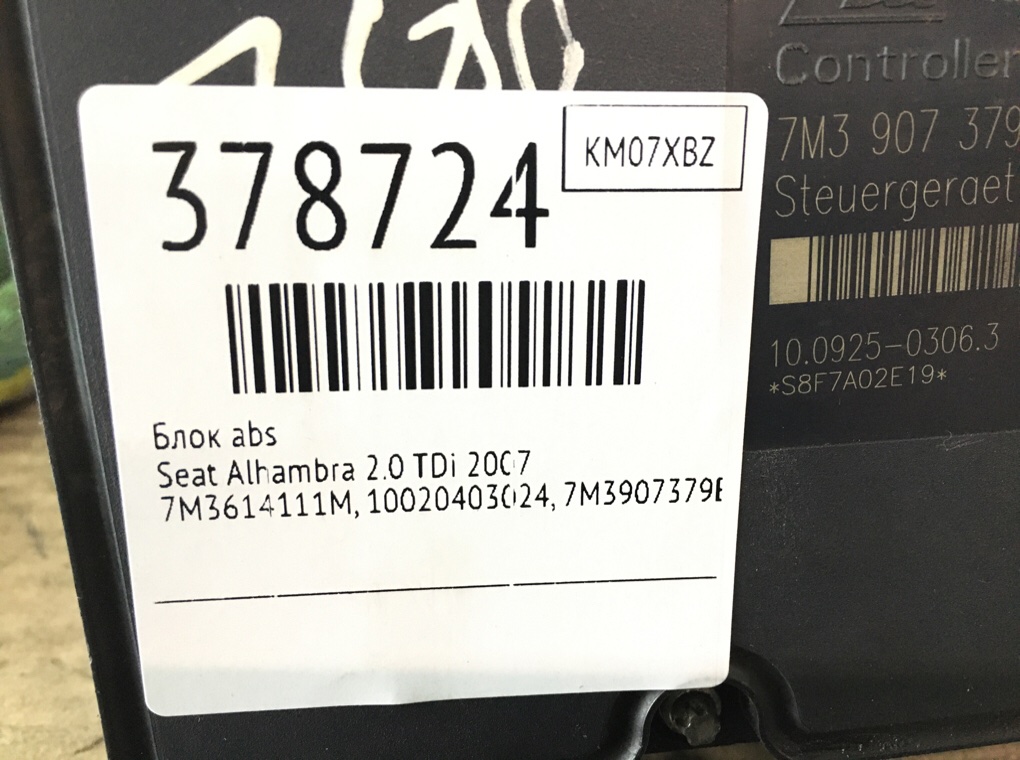 378724
KM07XBZ
Блок abs
Seat Alhambra 2.0 TDi 2007
7M3614111M, 10020403024, 7M3907379
Controller
7M3 907 379
Steuergeraet
10.0925-0306.3
*S8F7A02E19*